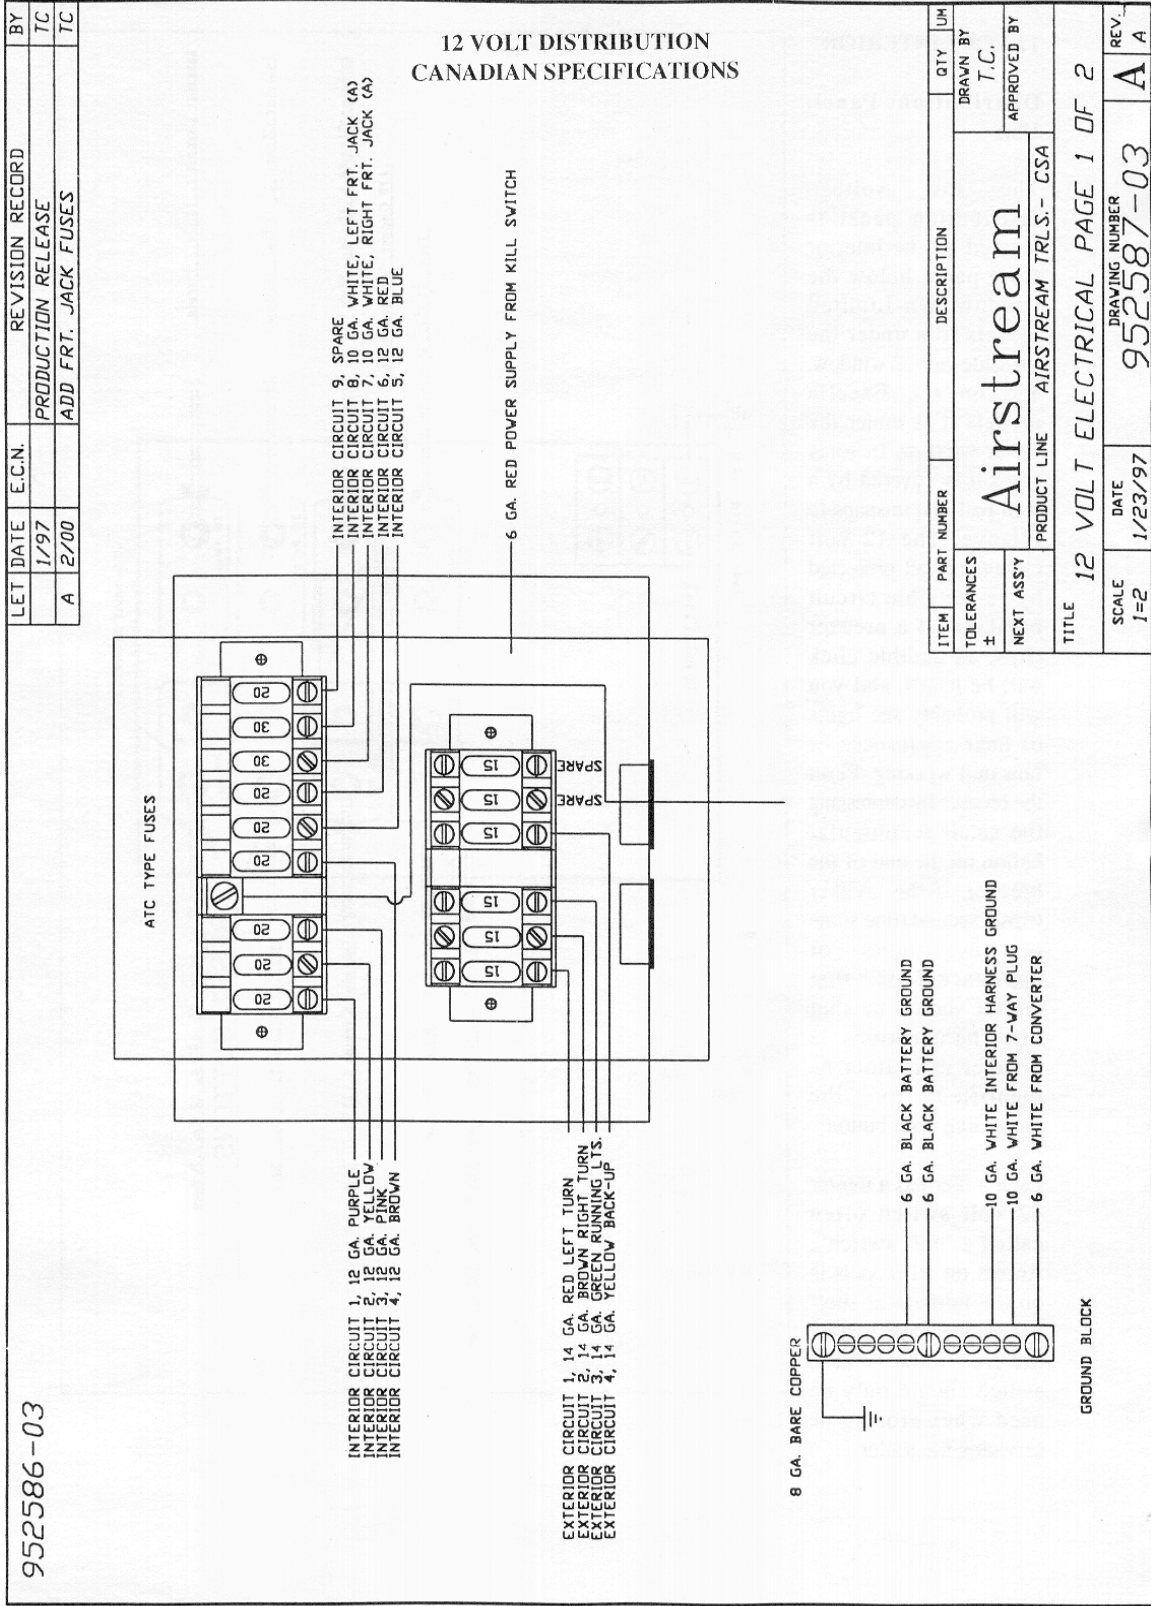 12 VOLT DISTRIBUTION
CANADIAN SPECIFICATIONS
952586-03
LET DATE E.C.N. REVISION RECORD BY
1/97 PRODUCTION RELEASE TC
A 2/00 ADD FRT. JACK FUSES TC
ATC TYPE FUSES
INTERIOR CIRCUIT 9, SPARE
INTERIOR CIRCUIT 8, 10 GA. WHITE, LEFT FRT. JACK (A)
INTERIOR CIRCUIT 7, 10 GA. WHITE, RIGHT FRT. JACK (A)
INTERIOR CIRCUIT 6, 12 GA. RED
INTERIOR CIRCUIT 5, 12 GA. BLUE
20 20 20 20 20 20 30 30 20
INTERIOR CIRCUIT 1, 12 GA. PURPLE
INTERIOR CIRCUIT 2, 12 GA. YELLOW
INTERIOR CIRCUIT 3, 12 GA. PINK
INTERIOR CIRCUIT 4, 12 GA. BROWN
6 GA. RED POWER SUPPLY FROM KILL SWITCH
15 15 15 15 15 15
SPARE SPARE
EXTERIOR CIRCUIT 1, 14 GA. RED LEFT TURN
EXTERIOR CIRCUIT 2, 14 GA. BROWN RIGHT TURN
EXTERIOR CIRCUIT 3, 14 GA. GREEN RUNNING LTS.
EXTERIOR CIRCUIT 4, 14 GA. YELLOW BACK-UP
8 GA. BARE COPPER
6 GA. BLACK BATTERY GROUND
6 GA. BLACK BATTERY GROUND
10 GA. WHITE INTERIOR HARNESS GROUND
10 GA. WHITE FROM 7-WAY PLUG
6 GA. WHITE FROM CONVERTER
GROUND BLOCK
ITEM PART NUMBER DESCRIPTION QTY UM
TOLERANCES
±
NEXT ASS'Y
Airstream
DRAWN BY
T.C.
APPROVED BY
PRODUCT LINE AIRSTREAM TRLS.- CSA
TITLE 12 VOLT ELECTRICAL PAGE 1 OF 2
SCALE
1=2
DATE
1/23/97
DRAWING NUMBER
952587-03
A
REV.
A